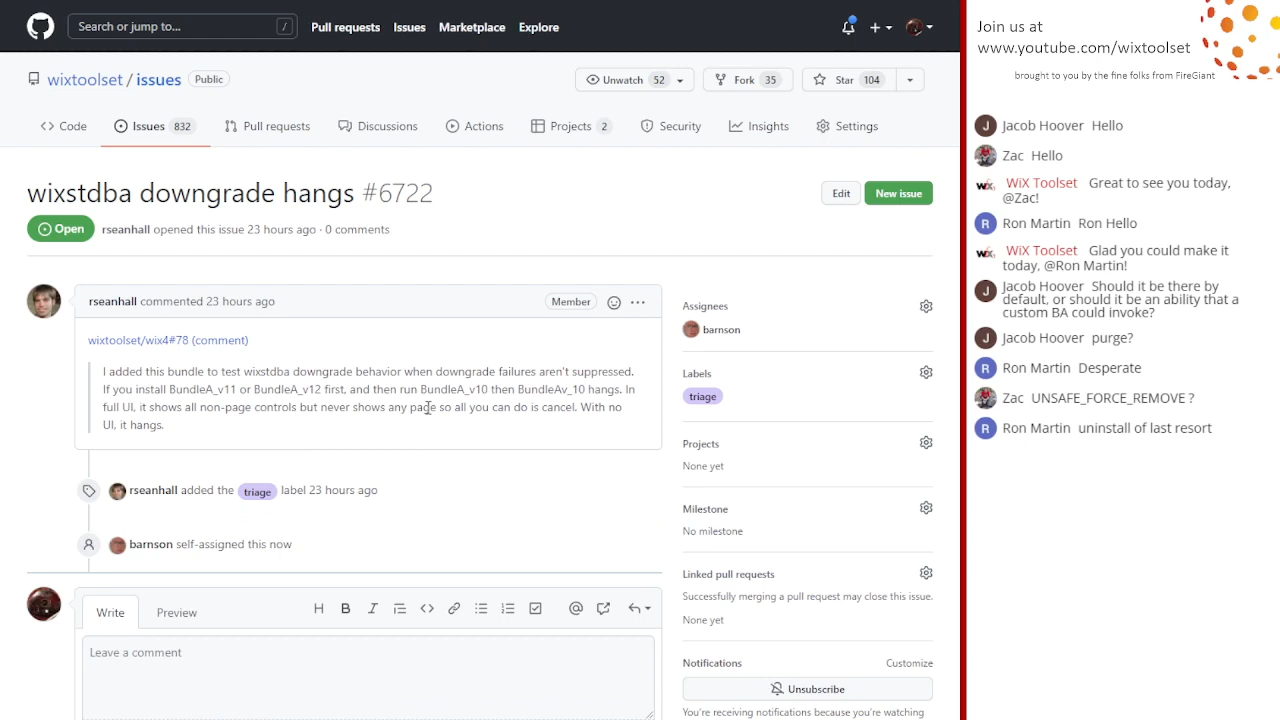 Search or jump to...
/
Pull requests
Issues
Marketplace
Explore
wixtoolset / issues
Public
Unwatch 52
Fork 35
Star 104
Code
Issues 832
Pull requests
Discussions
Actions
Projects 2
Security
Insights
Settings
wixstdba downgrade hangs #6722
Edit
New issue
Open
rseanhall opened this issue 23 hours ago · 0 comments
rseanhall commented 23 hours ago
Member
wixtoolset/wix4#78 (comment)
I added this bundle to test wixstdba downgrade behavior when downgrade failures aren't suppressed.
If you install BundleA_v11 or BundleA_v12 first, and then run BundleA_v10 then BundleAv_10 hangs. In
full UI, it shows all non-page controls but never shows any page so all you can do is cancel. With no
UI, it hangs.
rseanhall added the triage label 23 hours ago
barnson self-assigned this now
Write
Preview
Leave a comment
Assignees
barnson
Labels
triage
Projects
None yet
Milestone
No milestone
Linked pull requests
Successfully merging a pull request may close this issue.
None yet
Notifications
Customize
Unsubscribe
You're receiving notifications because you're watching
Join us at
www.youtube.com/wixtoolset
brought to you by the fine folks from FireGiant
J Jacob Hoover Hello
Zac Hello
WiX WiX Toolset Great to see you today,
@Zac!
R Ron Martin Ron Hello
WiX WiX Toolset Glad you could make it
today, @Ron Martin!
J Jacob Hoover Should it be there by
default, or should it be an ability that a
custom BA could invoke?
J Jacob Hoover purge?
R Ron Martin Desperate
Zac UNSAFE_FORCE_REMOVE ?
R Ron Martin uninstall of last resort